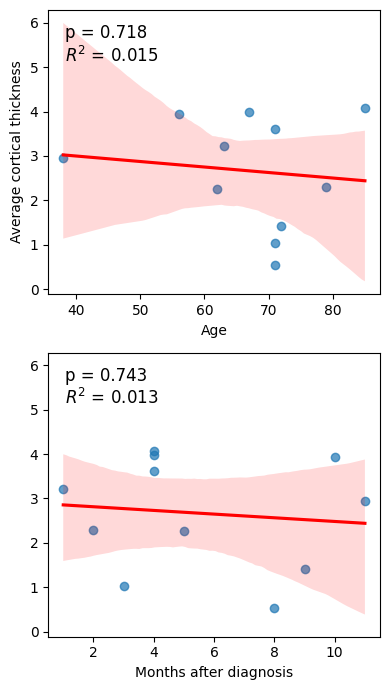 p = 0.718
R² = 0.015
Average cortical thickness
6
5
4
3
2
1
0
40 50 60 70 80
Age
p = 0.743
R² = 0.013
6
5
4
3
2
1
0
2 4 6 8 10
Months after diagnosis